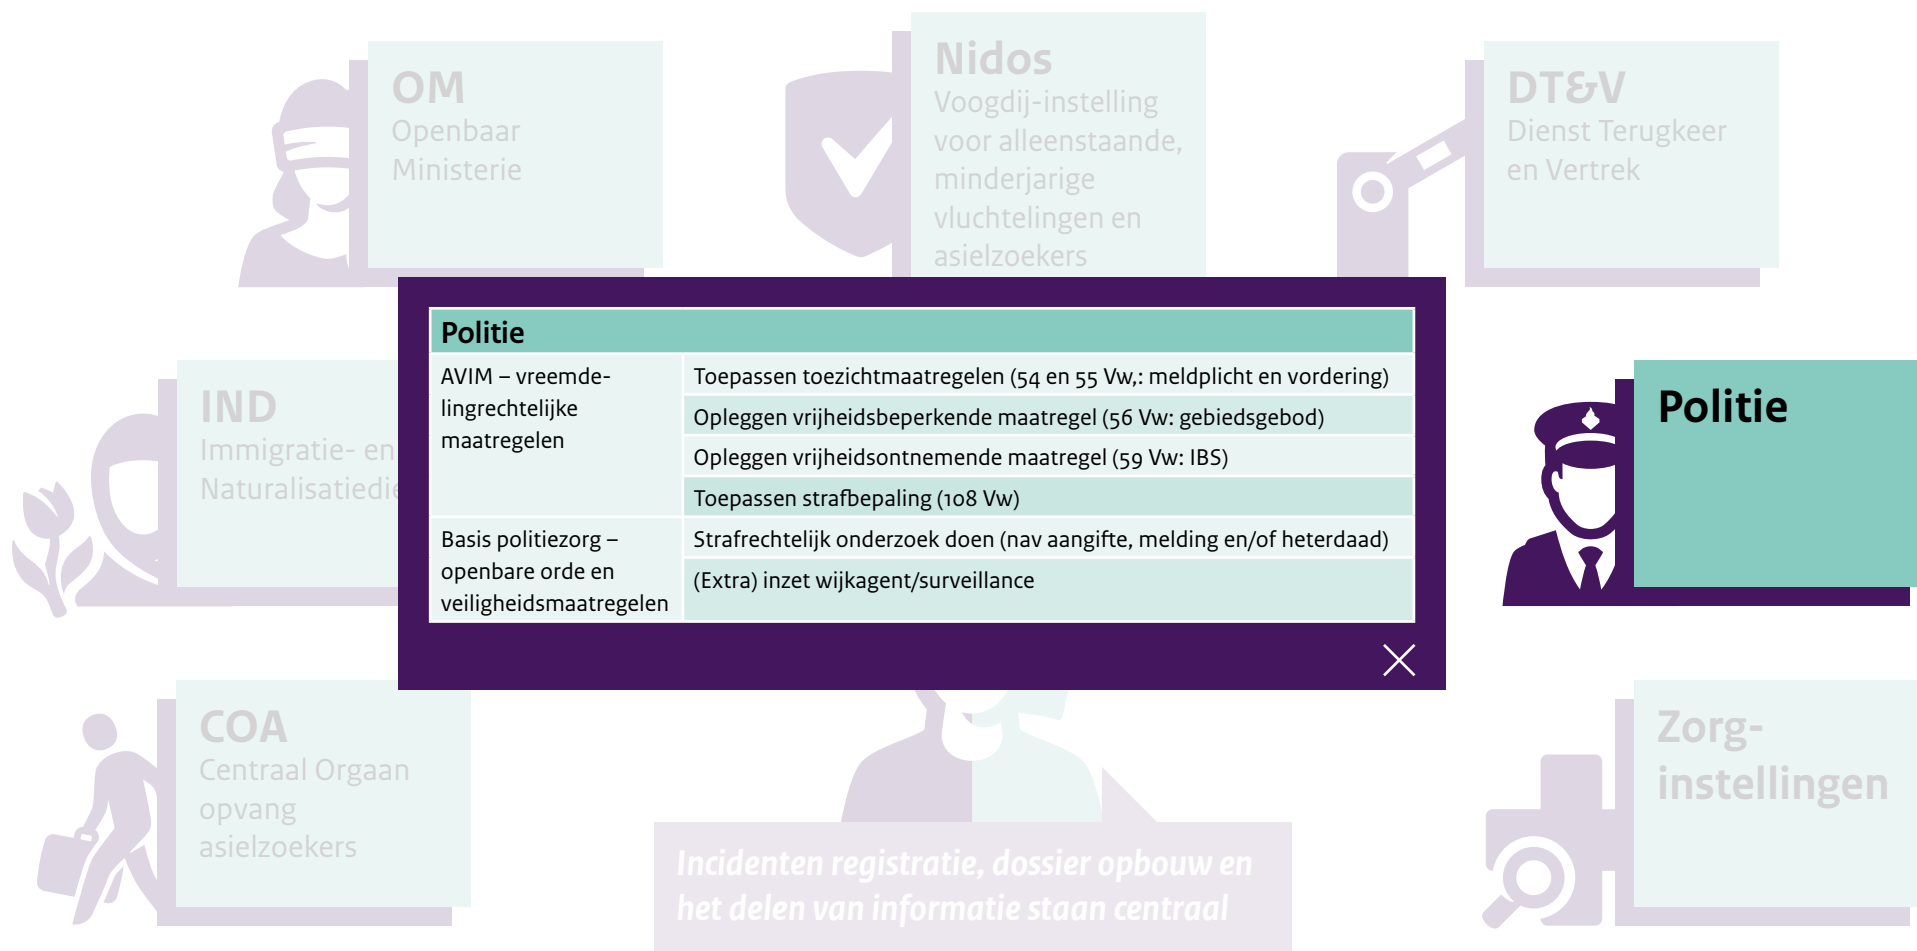 OM
Openbaar
Ministerie
Nidos
Voogdij-instelling
voor alleenstaande,
minderjarige
vluchtelingen en
asielzoekers
DT&V
Dienst Terugkeer
en Vertrek
Politie
AVIM – vreemde-
lingrechtelijke
maatregelen
Toepassen toezichtmaatregelen (54 en 55 Vw,: meldplicht en vordering)
Opleggen vrijheidsbeperkende maatregel (56 Vw: gebiedsgebod)
Opleggen vrijheidsontnemende maatregel (59 Vw: IBS)
Toepassen strafbepaling (108 Vw)
Basis politiezorg –
openbare orde en
veiligheidsmaatregelen
Strafrechtelijk onderzoek doen (nav aangifte, melding en/of heterdaad)
(Extra) inzet wijkagent/surveillance
IND
Immigratie- en
Politie
COA
Centraal Orgaan
opvang
asielzoekers
Incidenten registratie, dossier opbouw en
het delen van informatie staan centraal
Zorg-
instellingen